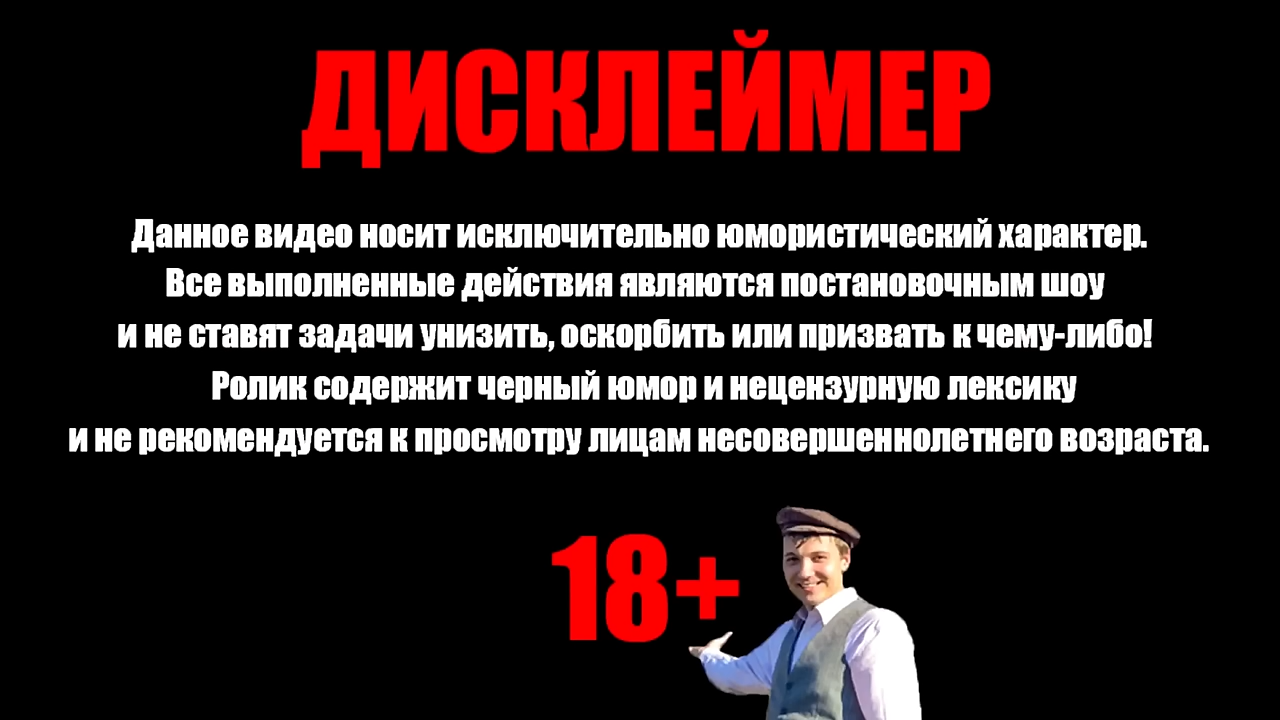 ДИСКЛЕЙМЕР
Данное видео носит исключительно юмористический характер.
Все выполненные действия являются постановочным шоу
и не ставят задачи унизить, оскорбить или призвать к чему-либо!
Ролик содержит черный юмор и нецензурную лексику
и не рекомендуется к просмотру лицам несовершеннолетнего возраста.
18+